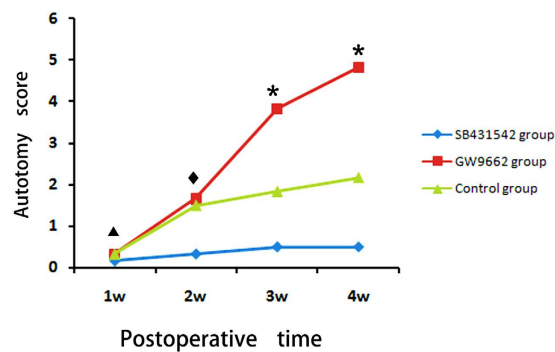 6
5
4
3
2
1
0
Autotomy score
* 
*
1w 2w 3w 4w
Postoperative time
SB431542 group
GW9662 group
Control group